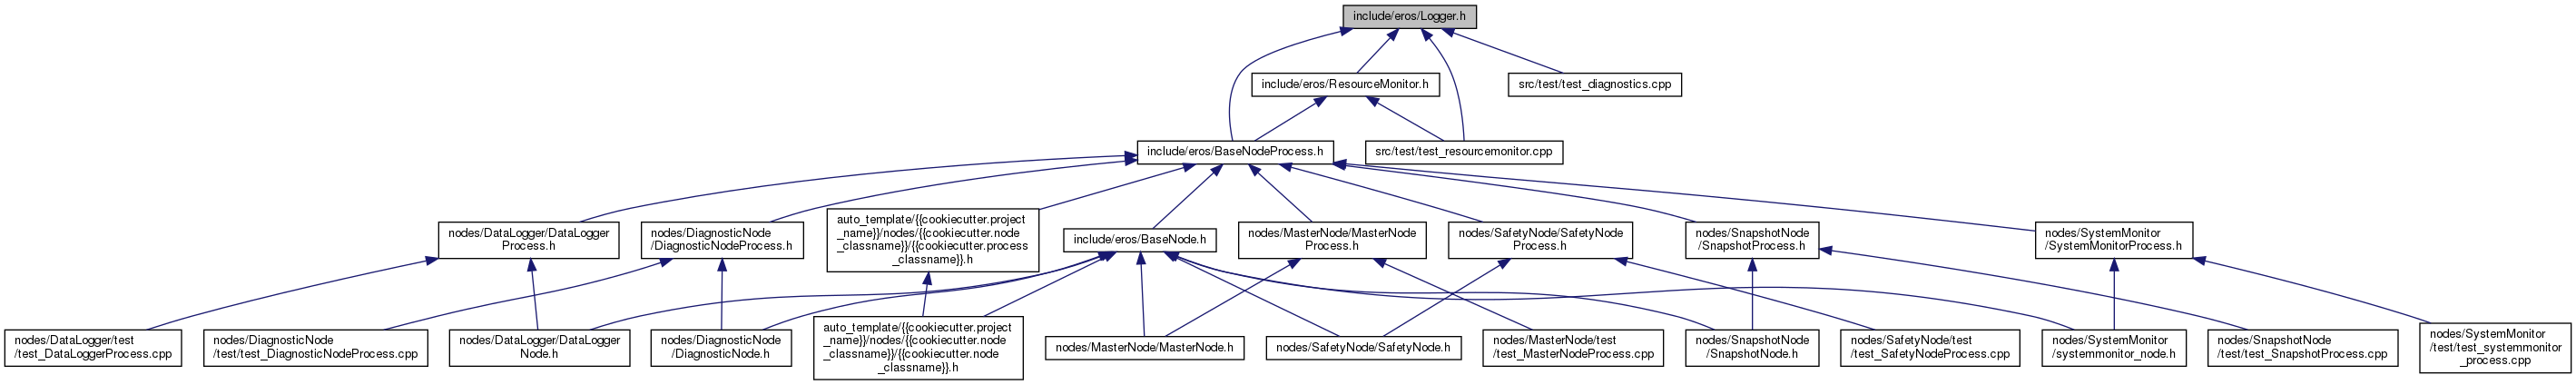 include/eros/Logger.h
include/eros/ResourceMonitor.h
src/test/test_diagnostics.cpp
include/eros/BaseNodeProcess.h
src/test/test_resourcemonitor.cpp
nodes/DataLogger/DataLogger
Process.h
nodes/DiagnosticNode
/DiagnosticNodeProcess.h
auto_template/{{cookiecutter.project
_name}}/nodes/{{cookiecutter.node
_classname}}/{{cookiecutter.process
_classname}}.h
include/eros/BaseNode.h
nodes/MasterNode/MasterNode
Process.h
nodes/SafetyNode/SafetyNode
Process.h
nodes/SnapshotNode
/SnapshotProcess.h
nodes/SystemMonitor
/SystemMonitorProcess.h
nodes/DataLogger/test
/test_DataLoggerProcess.cpp
nodes/DiagnosticNode
/test/test_DiagnosticNodeProcess.cpp
nodes/DataLogger/DataLogger
Node.h
nodes/DiagnosticNode
/DiagnosticNode.h
auto_template/{{cookiecutter.project
_name}}/nodes/{{cookiecutter.node
_classname}}/{{cookiecutter.node
_classname}}.h
nodes/MasterNode/MasterNode.h
nodes/SafetyNode/SafetyNode.h
nodes/MasterNode/test
/test_MasterNodeProcess.cpp
nodes/SnapshotNode
/SnapshotNode.h
nodes/SafetyNode/test
/test_SafetyNodeProcess.cpp
nodes/SystemMonitor
/systemmonitor_node.h
nodes/SnapshotNode
/test/test_SnapshotProcess.cpp
nodes/SystemMonitor
/test/test_systemmonitor
_process.cpp